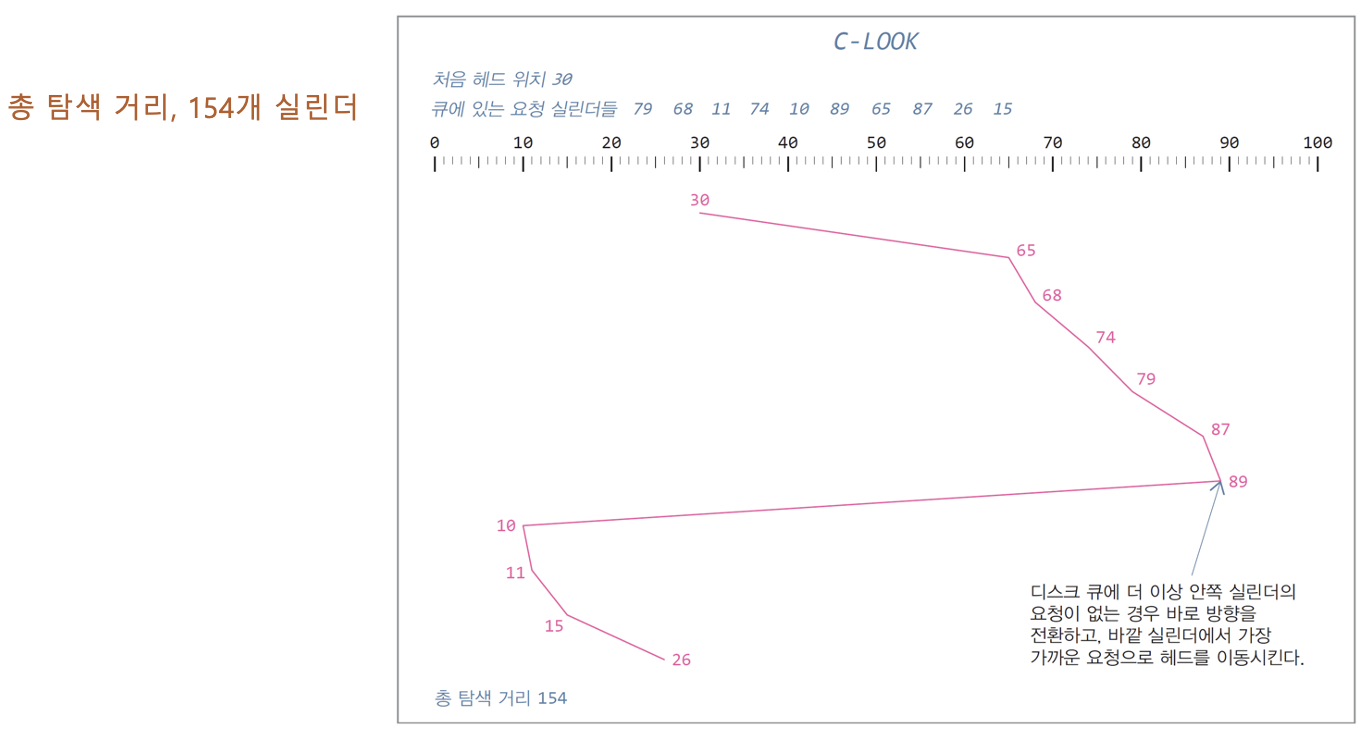 총 탐색 거리, 154개 실린더
C-LOOK
처음 헤드 위치 30
큐에 있는 요청 실린더들 79 68 11 74 10 89 65 87 26 15
0 10 20 30 40 50 60 70 80 90 100
30
65
68
74
79
87
89
10
11
15
26
디스크 큐에 더 이상 안쪽 실린더의
요청이 없는 경우 바로 방향을
전환하고, 바깥 실린더에서 가장
가까운 요청으로 헤드를 이동시킨다.
총 탐색 거리 154